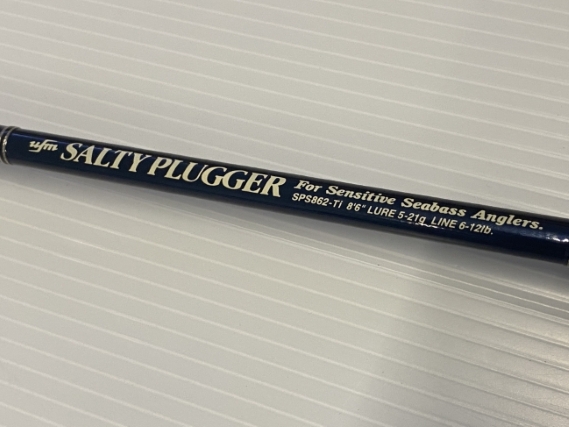 ufm SALTY PLUGGER For Sensitive Seabass Anglers.
SPS862-Ti 8'6" LURE 5-21g LINE 6-12lb.